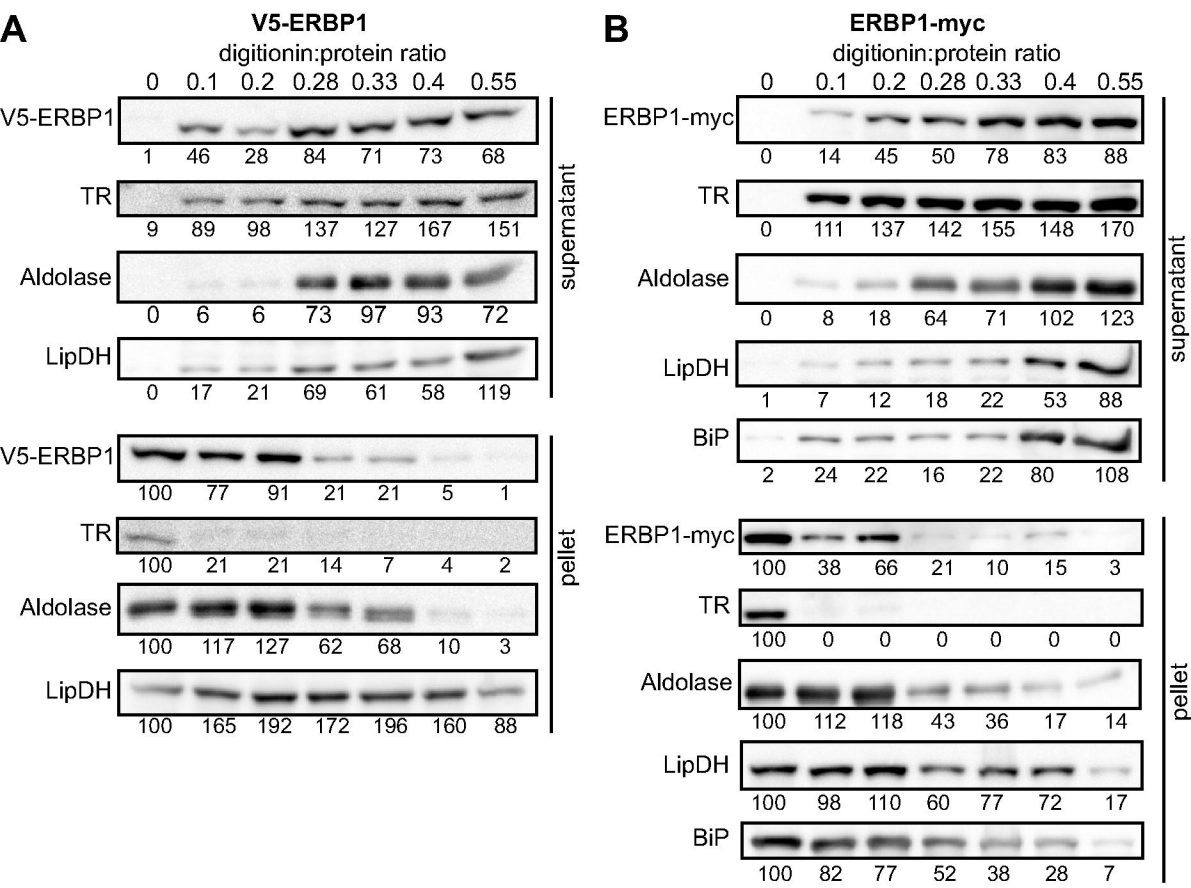 A
V5-ERBP1
digitionin:protein ratio
0 0.1 0.2 0.28 0.33 0.4 0.55
V5-ERBP1
1 46 28 84 71 73 68
TR
9 89 98 137 127 167 151
Aldolase
0 6 6 73 97 93 72
LipDH
0 17 21 69 61 58 119
supernatant
V5-ERBP1
100 77 91 21 21 5 1
TR
100 21 21 14 7 4 2
Aldolase
100 117 127 62 68 10 3
LipDH
100 165 192 172 196 160 88
pellet
B
ERBP1-myc
digitionin:protein ratio
0 0.1 0.2 0.28 0.33 0.4 0.55
ERBP1-myc
0 14 45 50 78 83 88
TR
0 111 137 142 155 148 170
Aldolase
0 8 18 64 71 102 123
LipDH
1 7 12 18 22 53 88
BiP
2 24 22 16 22 80 108
supernatant
ERBP1-myc
100 38 66 21 10 15 3
TR
100 0 0 0 0 0 0
Aldolase
100 112 118 43 36 17 14
LipDH
100 98 110 60 77 72 17
BiP
100 82 77 52 38 28 7
pellet